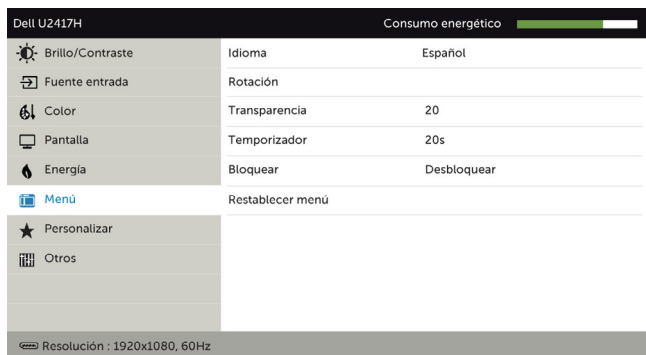 Dell U2417H Consumo energético
Brillo/Contraste Idioma Español
Fuente entrada Rotación
Color Transparencia 20
Pantalla Temporizador 20s
Energía Bloquear Desbloquear
Menú Restablecer menú
Personalizar
Otros
Resolución : 1920x1080, 60Hz